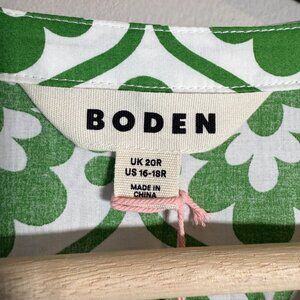 BODEN
UK 20R
US 16-18R
MADE IN
CHINA